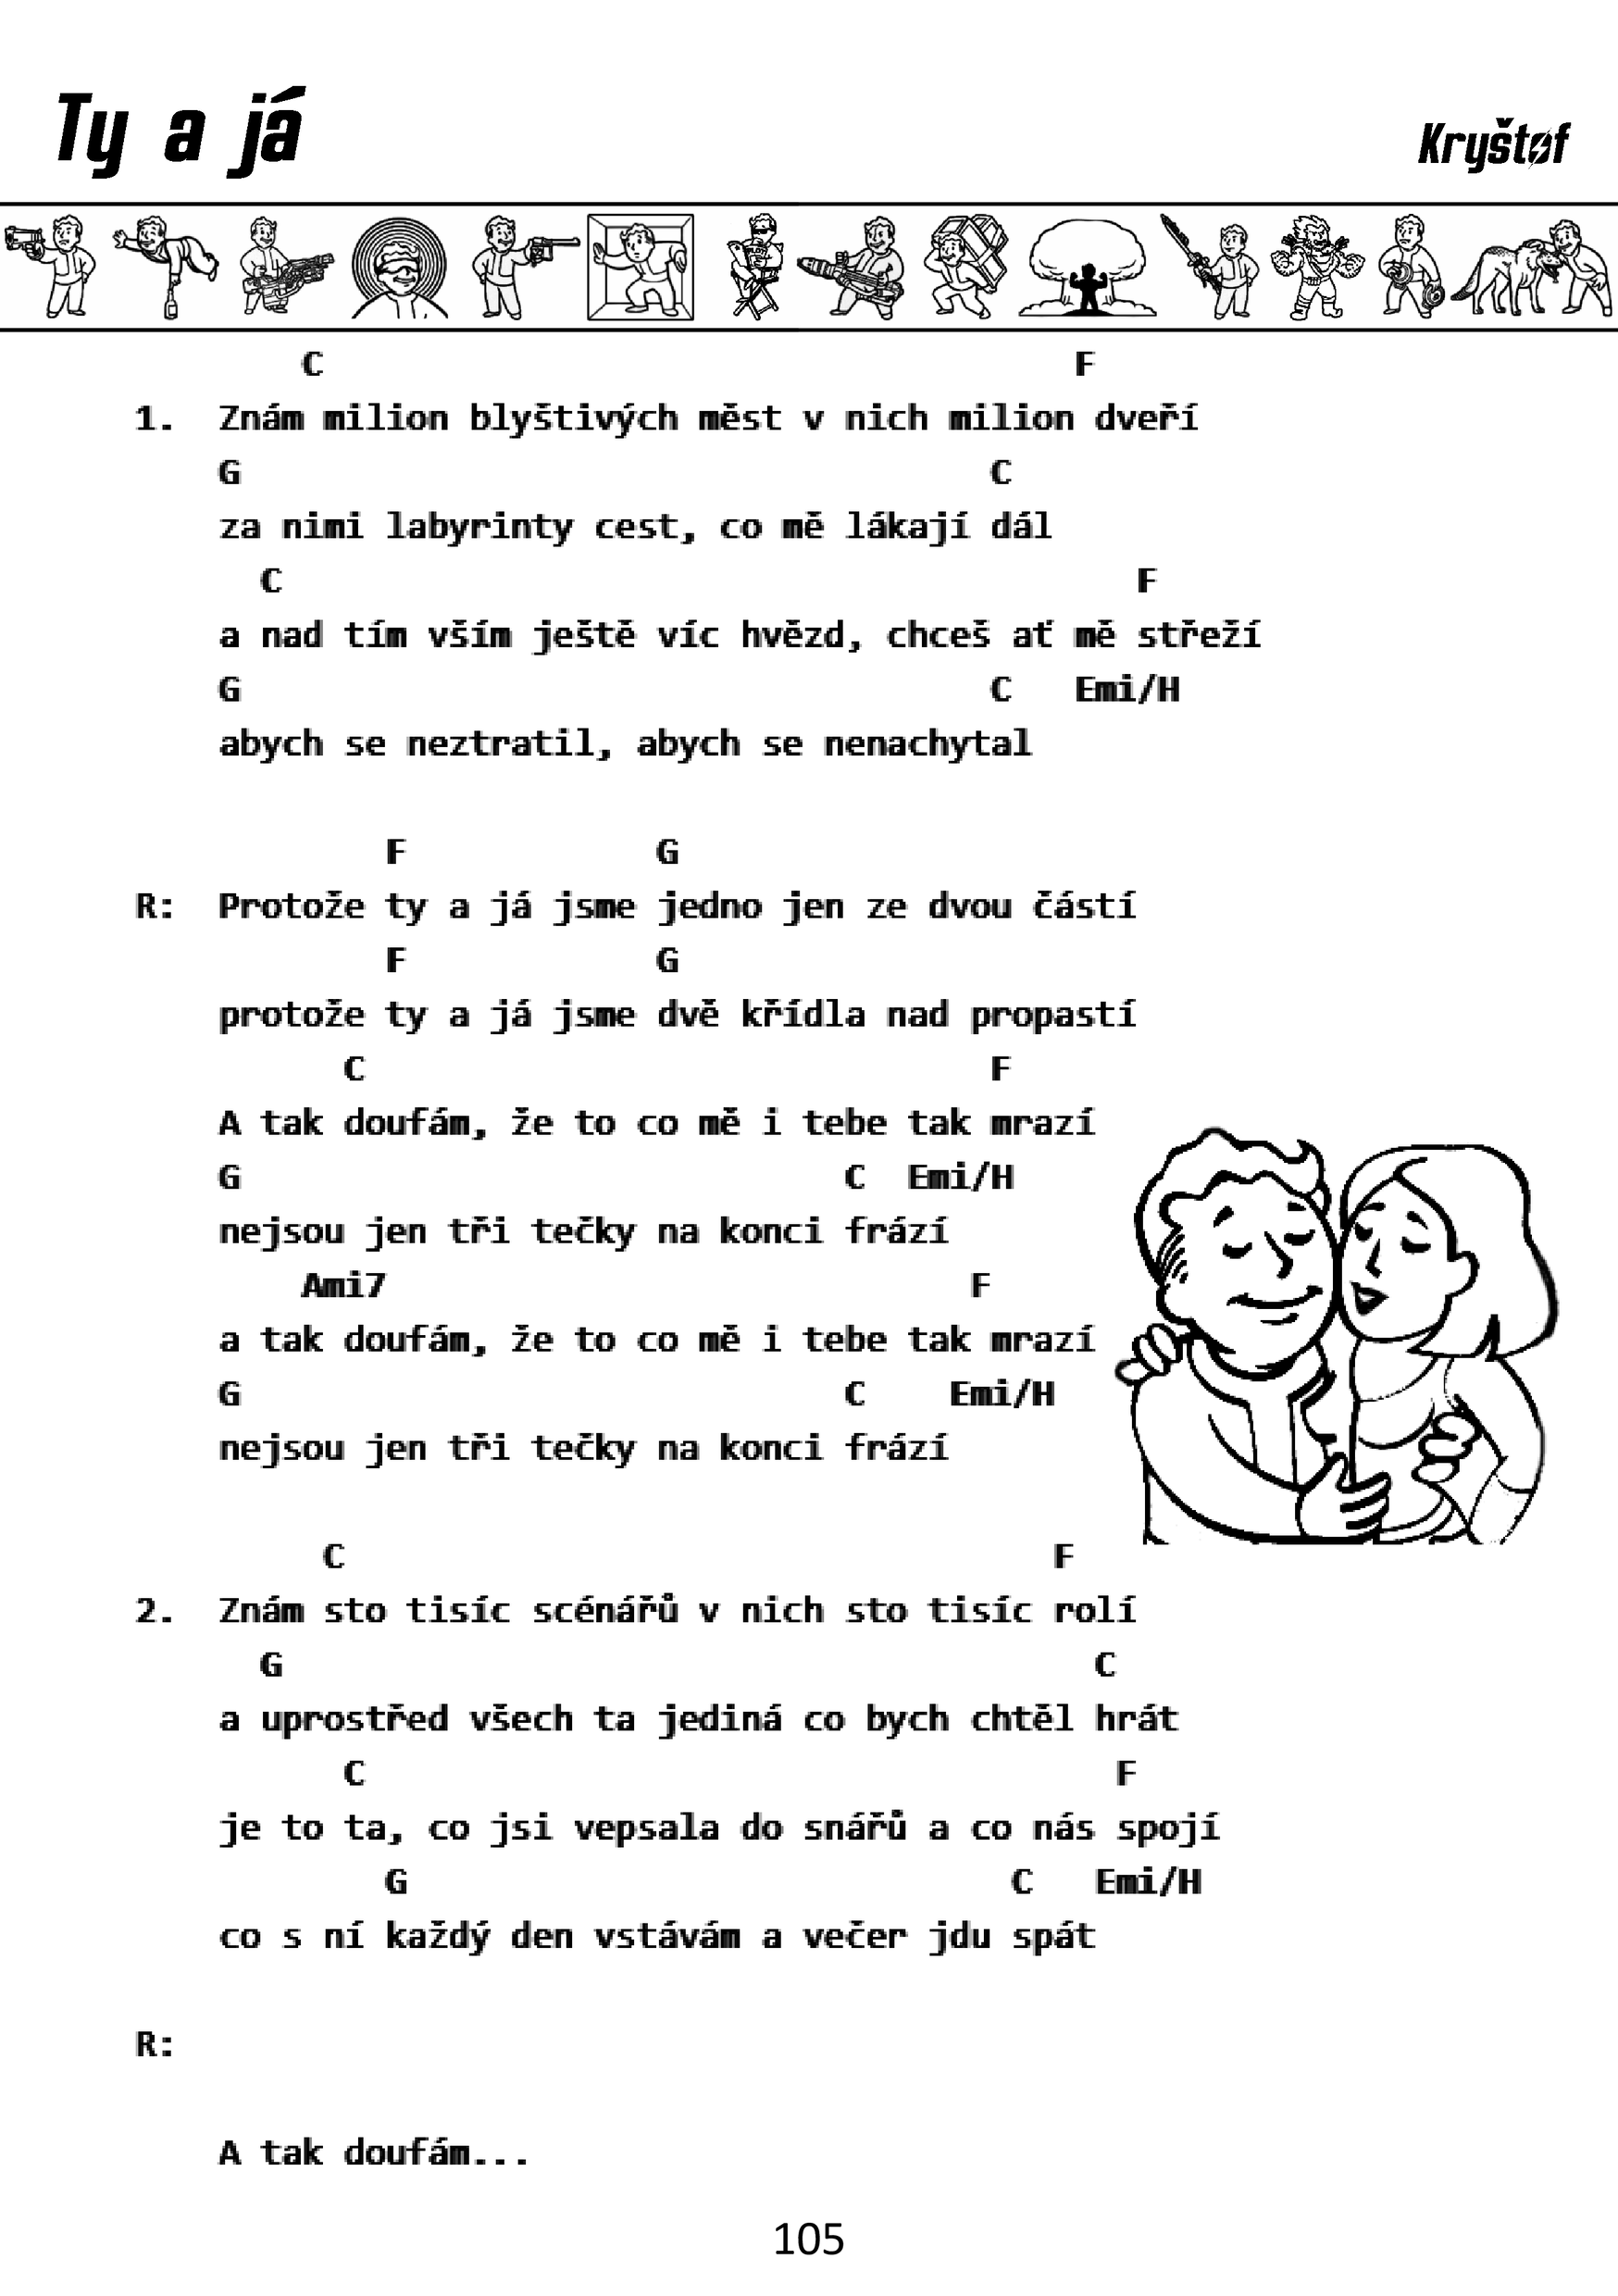 Ty a já
Kryštof
C F
1. Znám milion blyštivých měst v nich milion dveří
G C
za nimi labyrinty cest, co mě lákají dál
C F
a nad tím vším ještě víc hvězd, chceš ať mě střeží
G C Emi/H
abych se neztratil, abych se nenachytal
F G
R: Protože ty a já jsme jedno jen ze dvou částí
F G
protože ty a já jsme dvě křídla nad propastí
C F
A tak doufám, že to co mě i tebe tak mrazí
G C Emi/H
nejsou jen tři tečky na konci frází
Ami7 F
a tak doufám, že to co mě i tebe tak mrazí
G C Emi/H
nejsou jen tři tečky na konci frází
C F
2. Znám sto tisíc scénářů v nich sto tisíc rolí
G C
a uprostřed všech ta jediná co bych chtěl hrát
C F
je to ta, co jsi vepsala do snářů a co nás spojí
G C Emi/H
co s ní každý den vstávám a večer jdu spát
R:
A tak doufám...
105